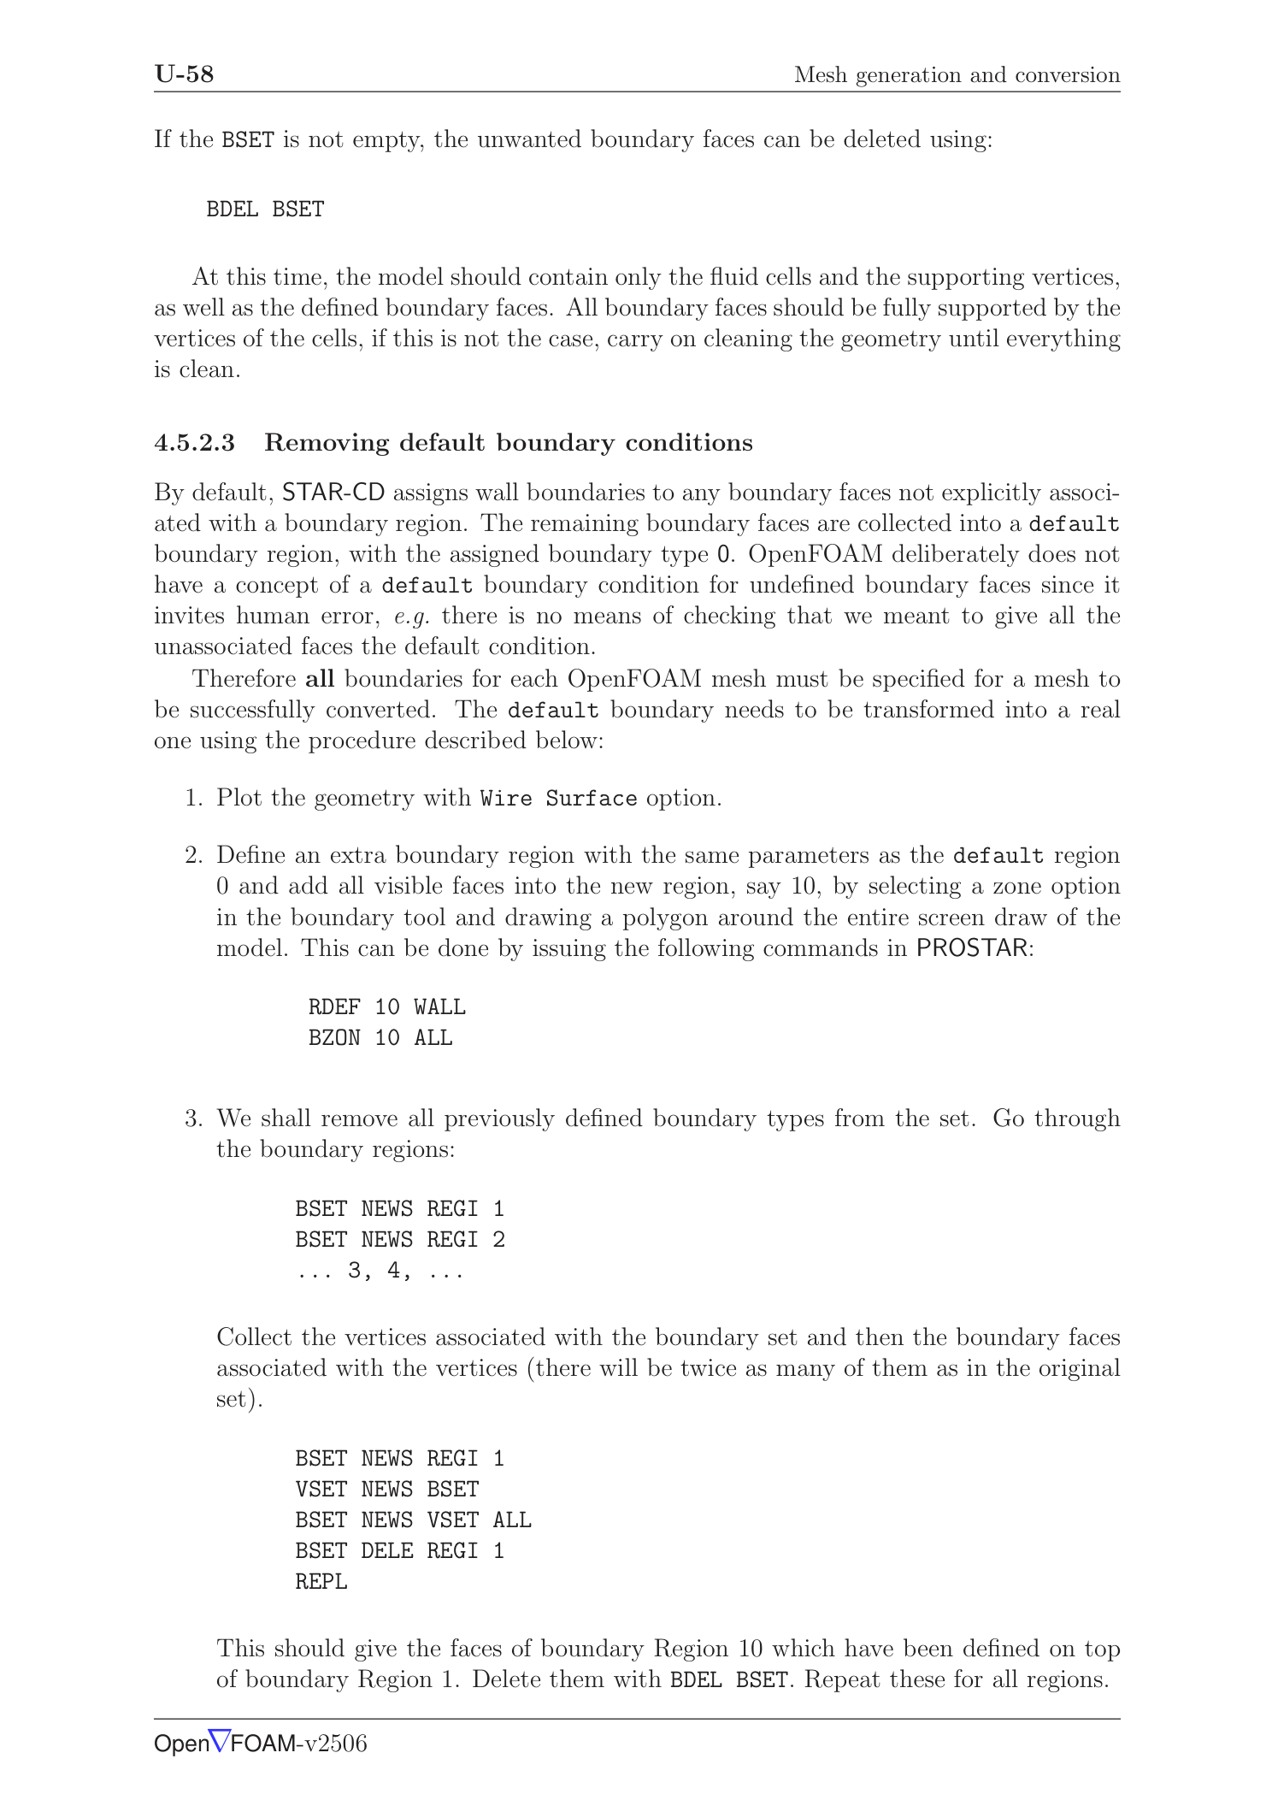 U-58 Mesh generation and conversion
If the BSET is not empty, the unwanted boundary faces can be deleted using:
BDEL BSET
At this time, the model should contain only the fluid cells and the supporting vertices,
as well as the defined boundary faces. All boundary faces should be fully supported by the
vertices of the cells, if this is not the case, carry on cleaning the geometry until everything
is clean.
4.5.2.3 Removing default boundary conditions
By default, STAR-CD assigns wall boundaries to any boundary faces not explicitly associ-
ated with a boundary region. The remaining boundary faces are collected into a default
boundary region, with the assigned boundary type 0. OpenFOAM deliberately does not
have a concept of a default boundary condition for undefined boundary faces since it
invites human error, e.g. there is no means of checking that we meant to give all the
unassociated faces the default condition.
Therefore all boundaries for each OpenFOAM mesh must be specified for a mesh to
be successfully converted. The default boundary needs to be transformed into a real
one using the procedure described below:
1. Plot the geometry with Wire Surface option.
2. Define an extra boundary region with the same parameters as the default region
0 and add all visible faces into the new region, say 10, by selecting a zone option
in the boundary tool and drawing a polygon around the entire screen draw of the
model. This can be done by issuing the following commands in PROSTAR:
RDEF 10 WALL
BZON 10 ALL
3. We shall remove all previously defined boundary types from the set. Go through
the boundary regions:
BSET NEWS REGI 1
BSET NEWS REGI 2
... 3, 4, ...
Collect the vertices associated with the boundary set and then the boundary faces
associated with the vertices (there will be twice as many of them as in the original
set).
BSET NEWS REGI 1
VSET NEWS BSET
BSET NEWS VSET ALL
BSET DELE REGI 1
REPL
This should give the faces of boundary Region 10 which have been defined on top
of boundary Region 1. Delete them with BDEL BSET. Repeat these for all regions.
Open▽FOAM-v2506